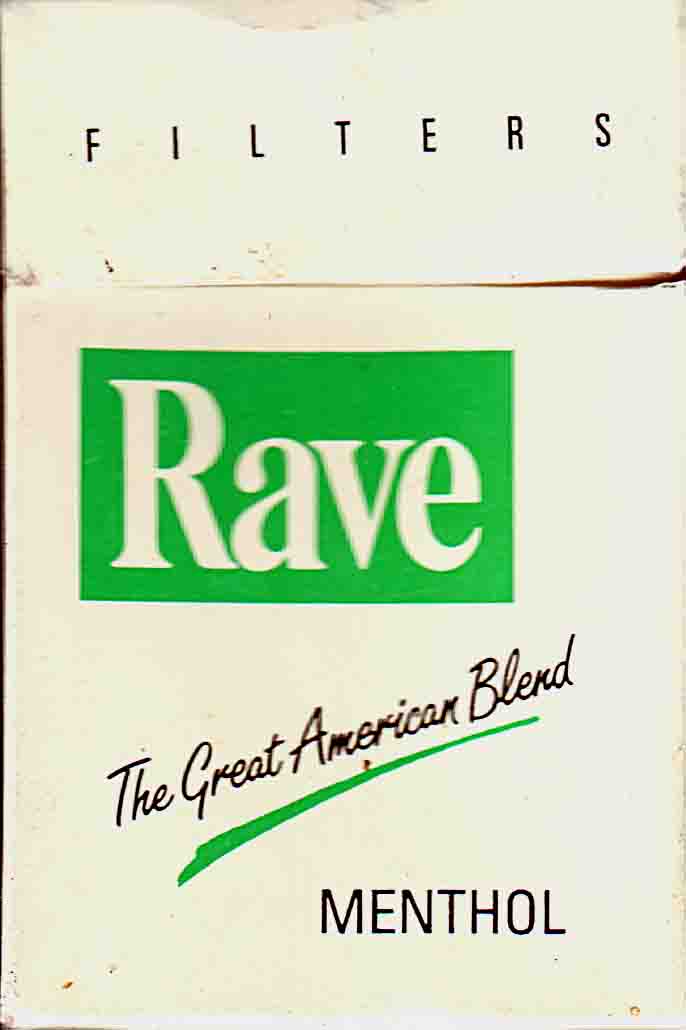 FILTERS
Rave
The Great American Blend
MENTHOL